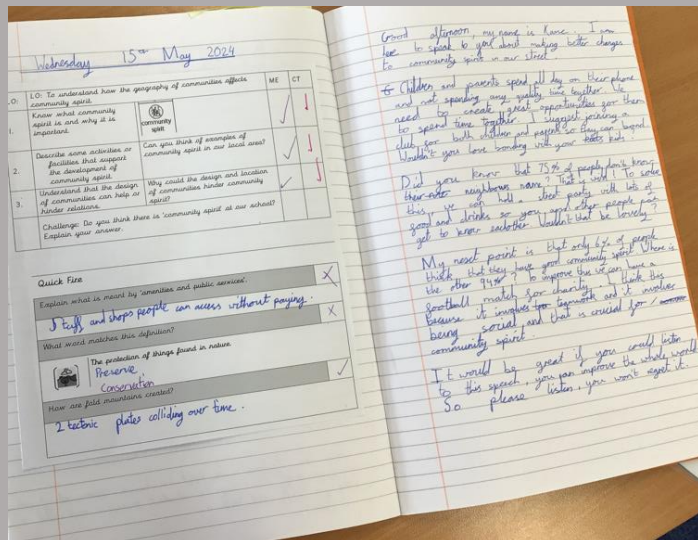 Wednesday 15th May 2024
LO:
LO: To understand how the geography of communities affects
community spirit.
ME
CT
1.
Know what community
spirit is and why it is
important.
community
spirit
2.
Describe some activities or
facilities that support
the development of
community spirit.
Can you think of examples of
community spirit in our local area?
3.
Understand that the design
of communities can help or
hinder relations.
Why could the design and location
of communities hinder community
spirit?
Challenge: Do you think there is 'community spirit' at our school?
Explain your answer.
Quick Fire
Explain what is meant by 'amenities and public services'.
Stuff and shops people can access without paying.
What word matches this definition?
The protection of things found in nature.
Preserve
Conservation
How are fold mountains created?
2 tectonic plates colliding over time.
Good afternoon, my name is I am
here to speak to you about making better changes
to community spirit in our street.
Children and parents spend all day on their phone
and not spending any quality time together. We
need to create great opportunities for them
to spend time together. I suggest joining a
club for both children and parents so they can bond.
Wouldn't you love bonding with your kids
Did you know that 75% of people don't know
their neighbours name? That is wild! To solve
this, we can hold a street party with lots of
food and drinks so you and other people can
get to know eachother. Wouldn't that be lovely?
My next point is that only 6% of people
think that they have good community spirit. Where is
the other 94%? To improve this we can have a
football match for charity. I think this
because it involves teamwork and it involves
being social, and that is crucial for
community spirit.
It would be great if you could listen
to this speech, you can improve the whole world
So please listen, you won't regret it.